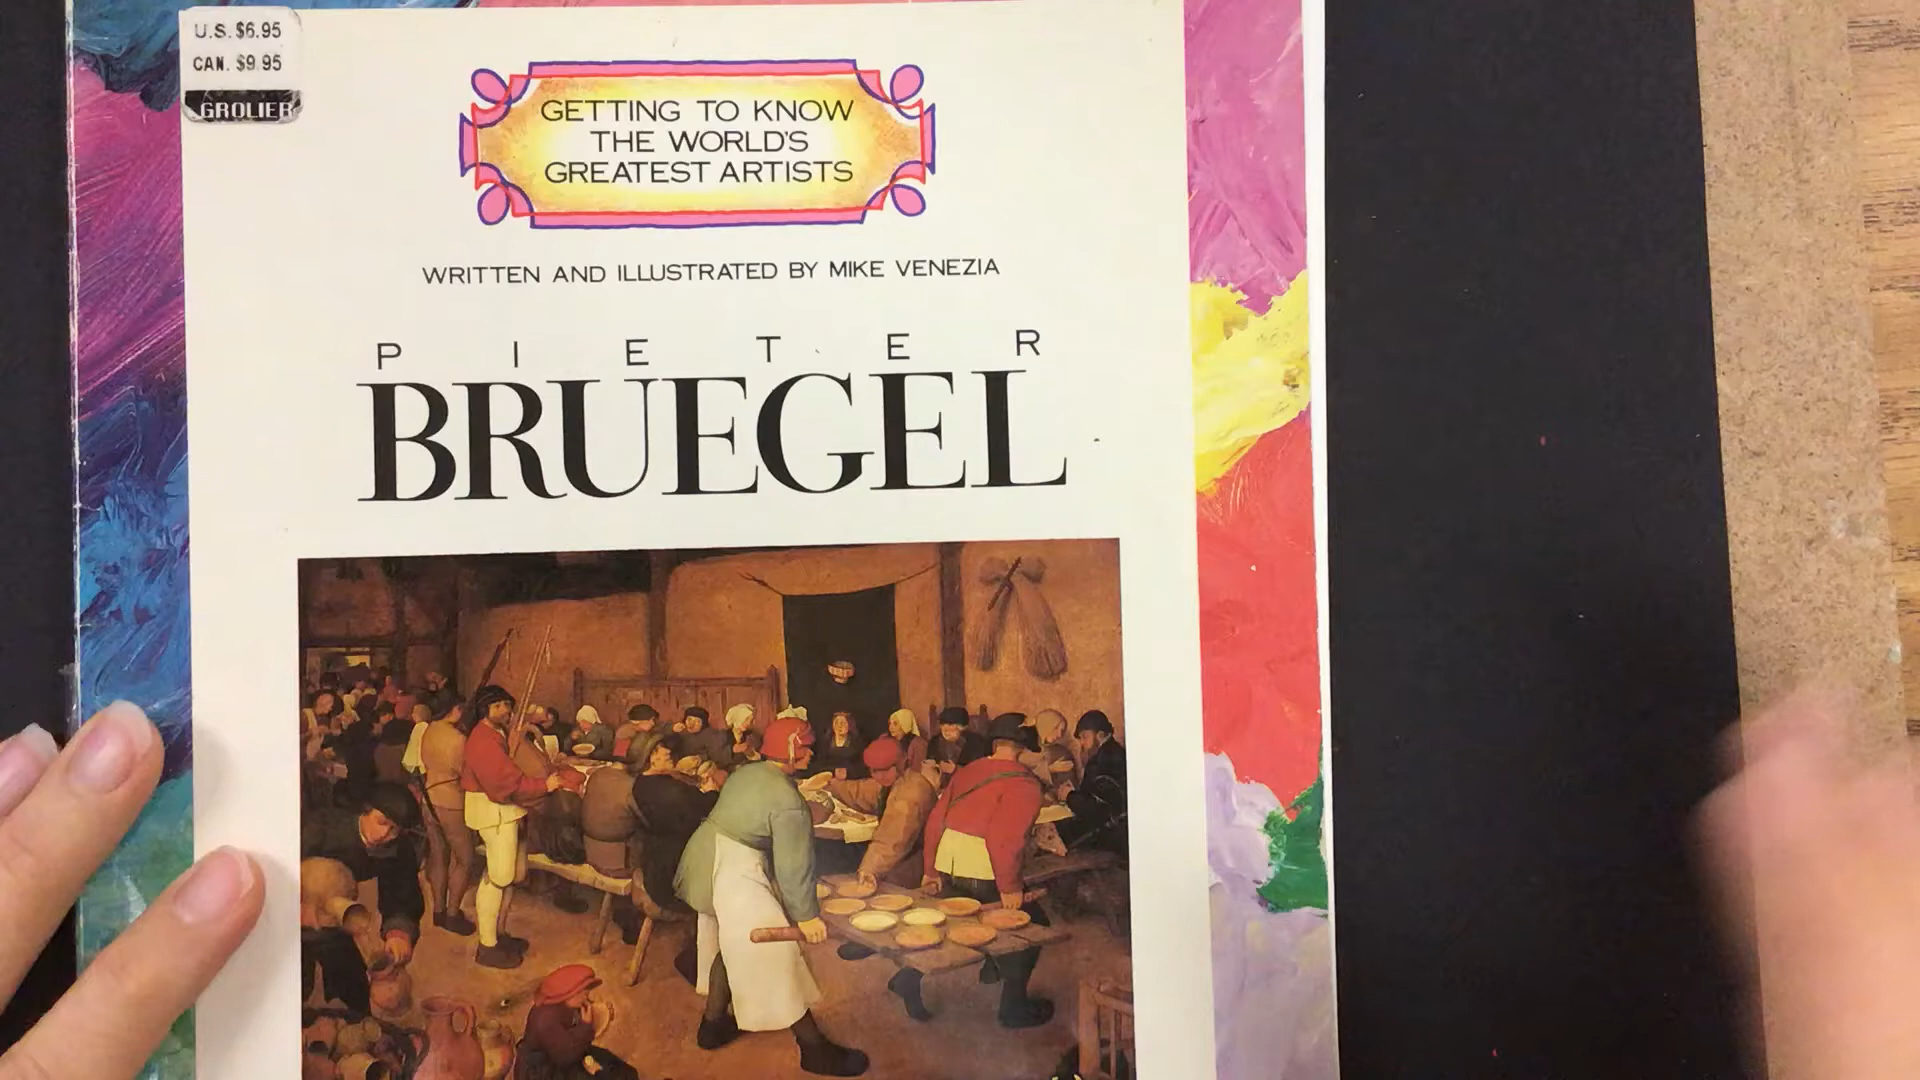 U.S. $6.95
CAN. $9.95
GROLIER
GETTING TO KNOW
THE WORLD'S
GREATEST ARTISTS
WRITTEN AND ILLUSTRATED BY MIKE VENEZIA
PIETER
BRUEGEL